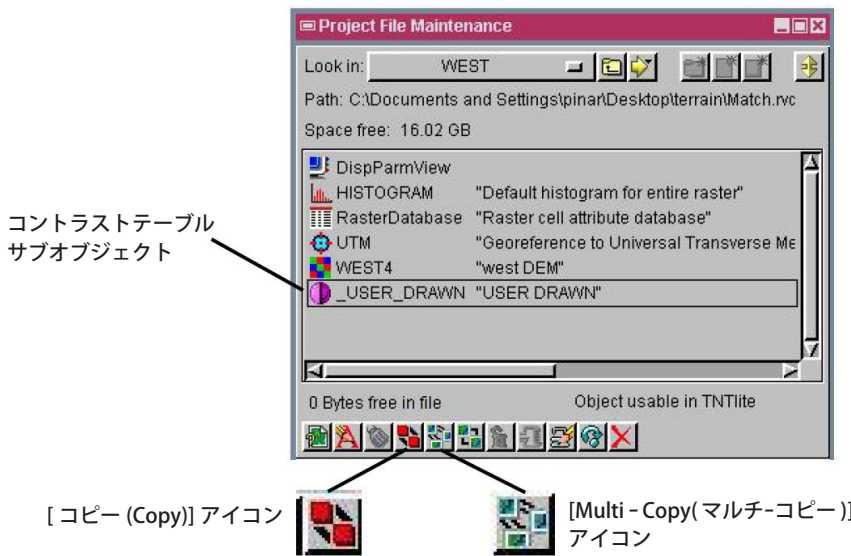 Project File Maintenance
Look in: WEST
Path: C:\Documents and Settings\pinar\Desktop\terrain\Match.rvc
Space free: 16.02 GB
DispParmView
HISTOGRAM "Default histogram for entire raster"
RasterDatabase "Raster cell attribute database"
UTM "Georeference to Universal Transverse Me
WEST4 "west DEM"
_USER_DRAWN "USER DRAWN"
コントラストテーブル
サブオブジェクト
0 Bytes free in file Object usable in TNTlite
[ コピー (Copy)] アイコン
[Multi－Copy( マルチ-コピー )]
アイコン